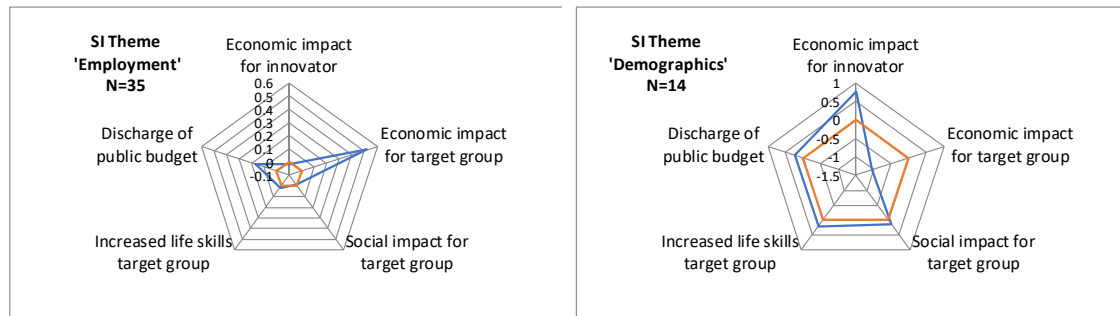 SI Theme
'Employment'
N=35
Economic impact
for innovator
0.6
0.5
0.4
0.3
0.2
0.1
0
-0.1
Economic impact
for target group
Social impact for
target group
Increased life skills
target group
Discharge of
public budget
SI Theme
'Demographics'
N=14
Economic impact
for innovator
1
0.5
0
-0.5
-1
-1.5
Economic impact
for target group
Social impact for
target group
Increased life skills
target group
Discharge of
public budget